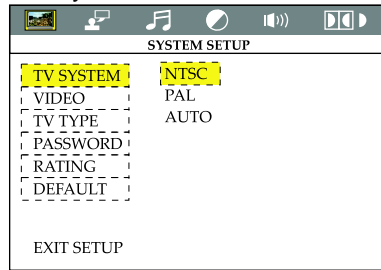 SYSTEM SETUP
TV SYSTEM NTSC
VIDEO PAL
TV TYPE AUTO
PASSWORD
RATING
DEFAULT
EXIT SETUP